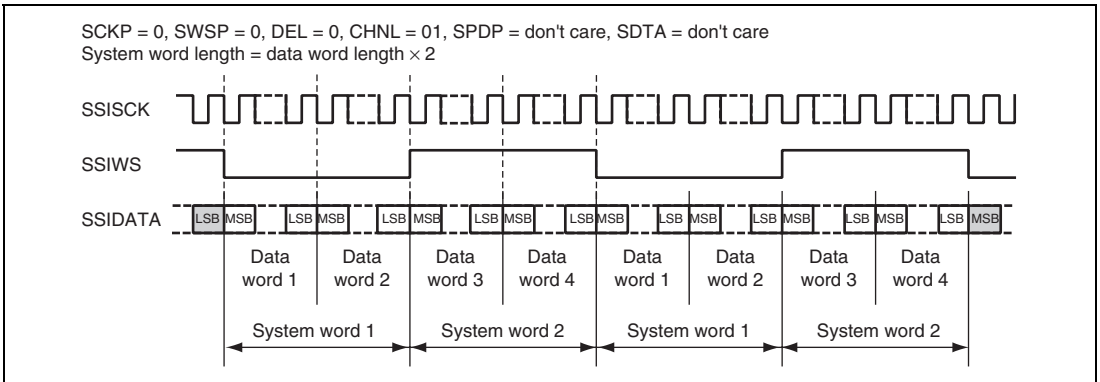 SCKP = 0, SWSP = 0, DEL = 0, CHNL = 01, SPDP = don't care, SDTA = don't care
System word length = data word length × 2
SSISCK
SSIWS
SSIDATA LSB MSB LSB MSB LSB MSB LSB MSB LSB MSB LSB MSB LSB MSB LSB MSB LSB MSB
Data Data Data Data Data Data Data Data
word 1 word 2 word 3 word 4 word 1 word 2 word 3 word 4
System word 1 System word 2 System word 1 System word 2